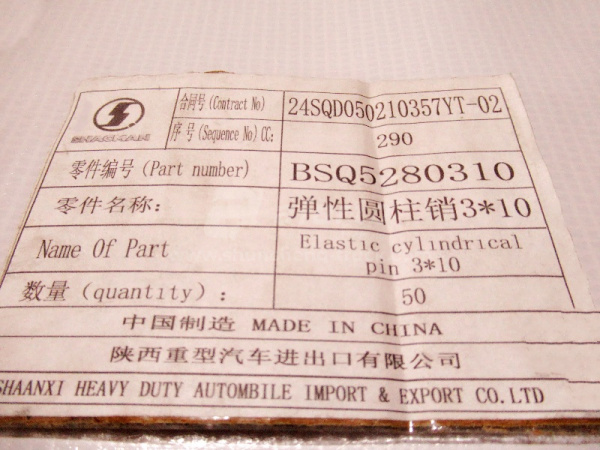 SHACMAN
合同号(Contract No) 24SQD050210357YT-02
序号(Sequence No) CC: 290
零件编号(Part number) BSQ5280310
零件名称: 弹性圆柱销3*10
Name Of Part Elastic cylindrical
pin 3*10
数量(quantity): 50
中国制造 MADE IN CHINA
陕西重型汽车进出口有限公司
SHAANXI HEAVY DUTY AUTOMBILE IMPORT & EXPORT CO.LTD